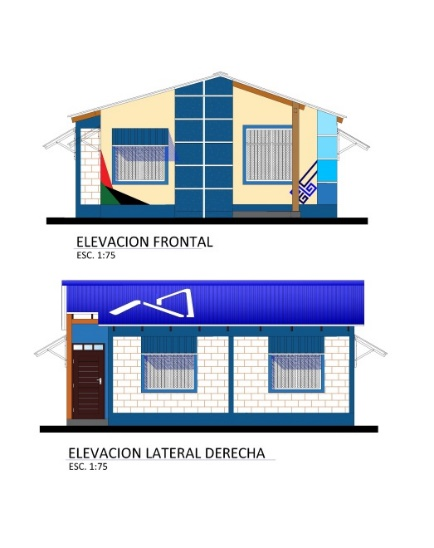 ELEVACION FRONTAL
ESC. 1:75
ELEVACION LATERAL DERECHA
ESC. 1:75